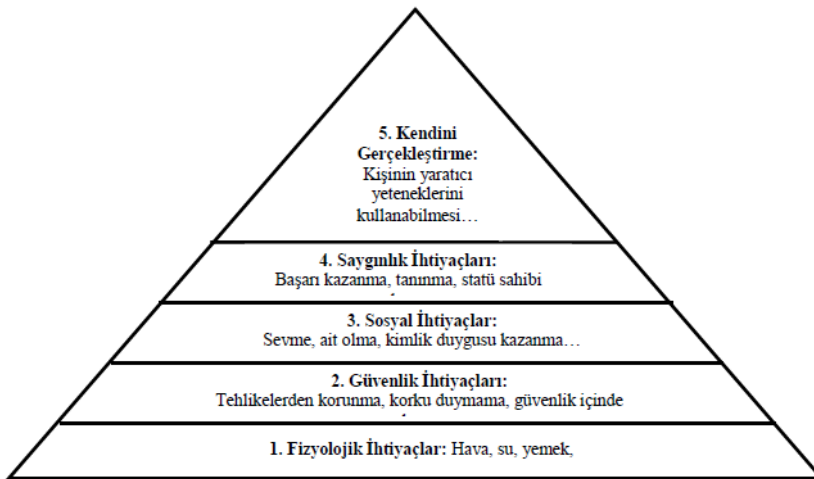 5. Kendini
Gerçekleştirme:
Kişinin yaratıcı
yeteneklerini
kullanabilmesi…
4. Saygınlık İhtiyaçları:
Başarı kazanma, tanınma, statü sahibi
3. Sosyal İhtiyaçlar:
Sevme, ait olma, kimlik duygusu kazanma…
2. Güvenlik İhtiyaçları:
Tehlikelerden korunma, korku duymama, güvenlik içinde
1. Fizyolojik İhtiyaçlar: Hava, su, yemek,